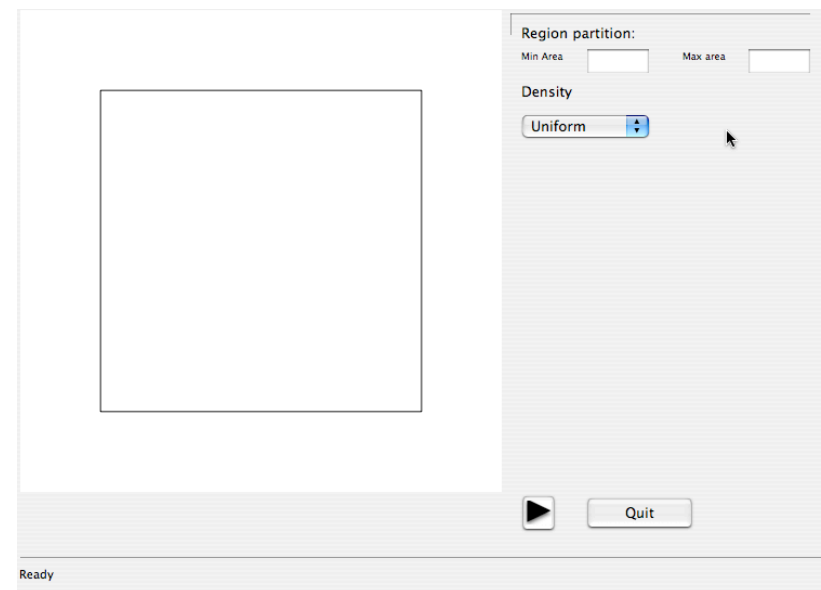 Region partition:
Min Area Max area
Density
Uniform
Quit
Ready